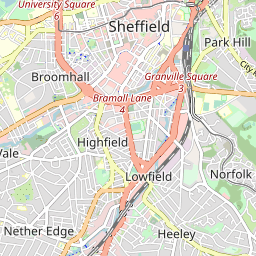 University Square
6
Sheffield
Park Hill
Broomhall
Granville Square
3
City R
Bramall Lane
4
Highfield
Vale
Lowfield
Norfolk
Nether Edge
Heeley